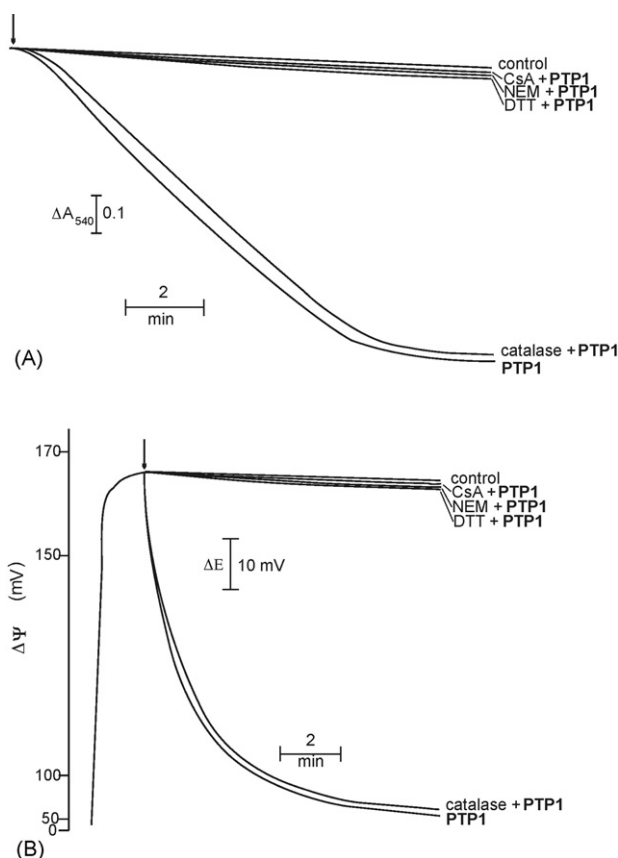 control
CsA + PTP1
NEM + PTP1
DTT + PTP1
ΔA540 0.1
2
min
catalase + PTP1
PTP1
(A)
170
control
CsA + PTP1
NEM + PTP1
DTT + PTP1
150
ΔE 10 mV
ΔΨ (mV)
2
min
100
catalase + PTP1
50
PTP1
0
(B)